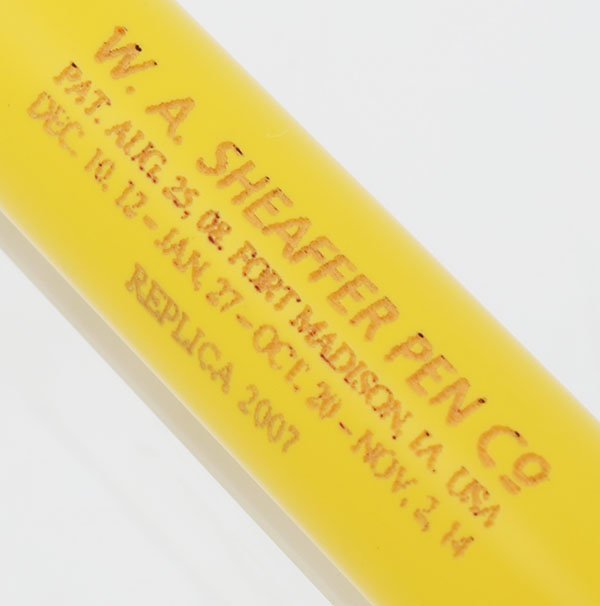 W. A. SHEAFFER PEN CO
PAT. AUG. 25, 08. FORT MADISON, IA. USA
DEC. 10. 12 - JAN. 27 - OCT. 20 - NOV. 2, 14
REPLICA 2007